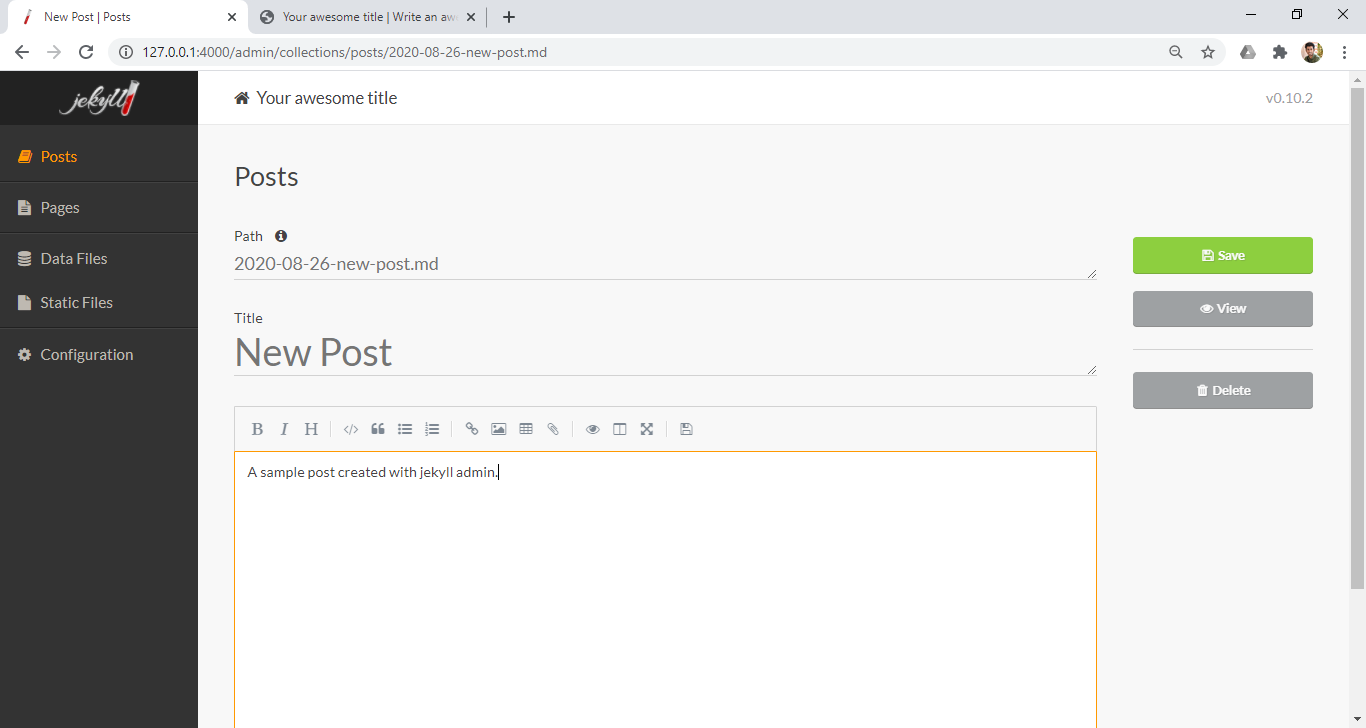 New Post | Posts
Your awesome title | Write an aw
127.0.0.1:4000/admin/collections/posts/2020-08-26-new-post.md
jekyll
Your awesome title
v0.10.2
Posts
Pages
Data Files
Static Files
Configuration
Posts
Path
2020-08-26-new-post.md
Title
New Post
Save
View
Delete
B I H
A sample post created with jekyll admin.